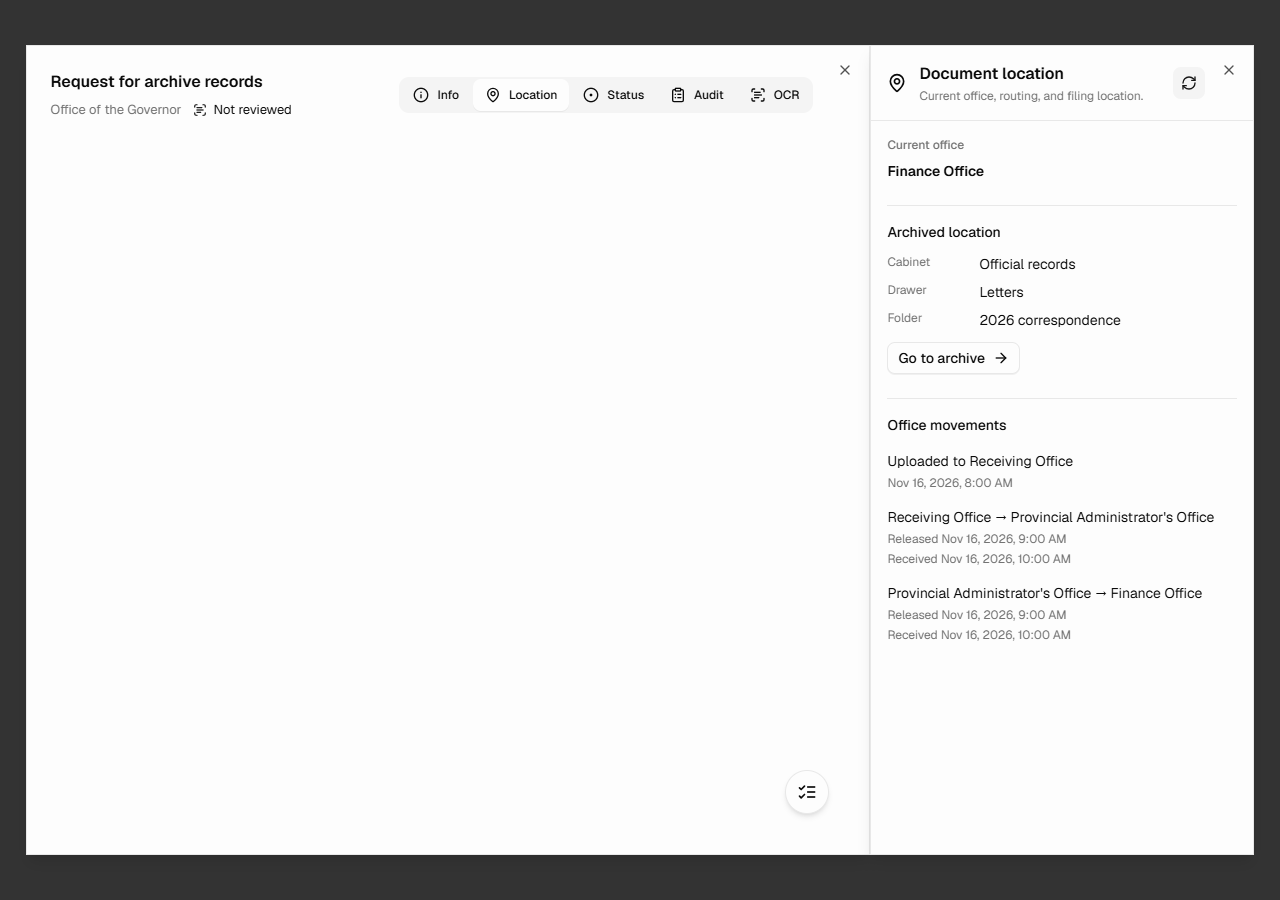 Request for archive records
Office of the Governor Not reviewed
Info Location Status Audit OCR
Document location
Current office, routing, and filing location.
Current office
Finance Office
Archived location
Cabinet Official records
Drawer Letters
Folder 2026 correspondence
Go to archive →
Office movements
Uploaded to Receiving Office
Nov 16, 2026, 8:00 AM
Receiving Office → Provincial Administrator's Office
Released Nov 16, 2026, 9:00 AM
Received Nov 16, 2026, 10:00 AM
Provincial Administrator's Office → Finance Office
Released Nov 16, 2026, 9:00 AM
Received Nov 16, 2026, 10:00 AM